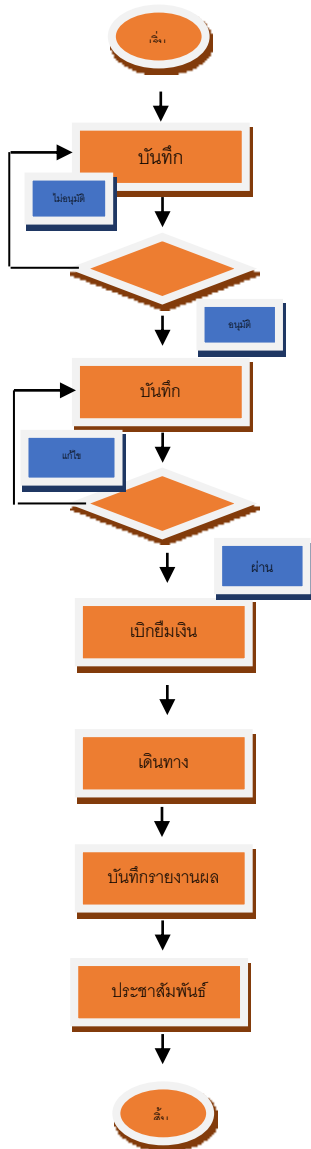 เริ่ม
บันทึก
ไม่อนุมัติ
อนุมัติ
บันทึก
แก้ไข
ผ่าน
เบิกยืมเงิน
เดินทาง
บันทึกรายงานผล
ประชาสัมพันธ์